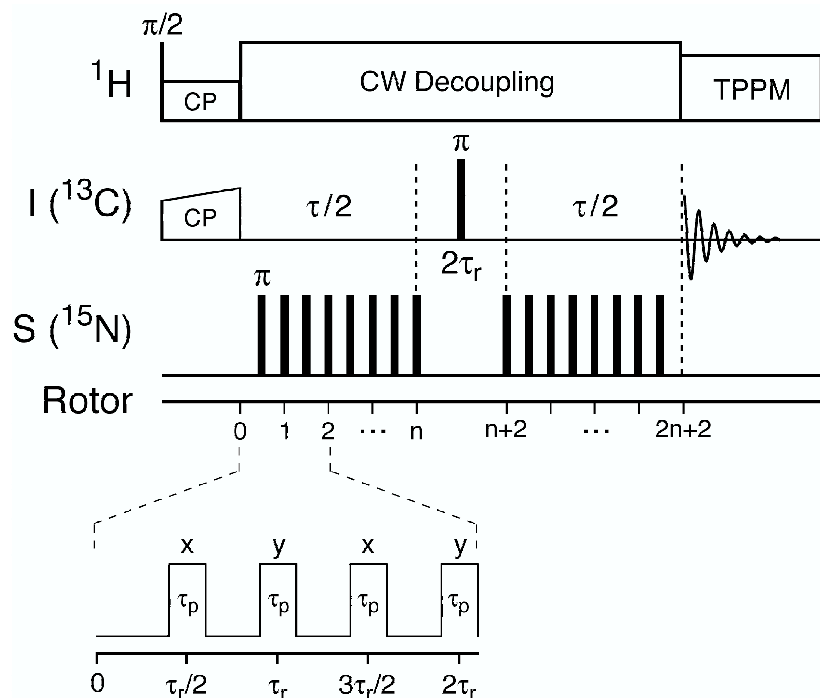 π/2
¹H
CP
CW Decoupling
TPPM
π
I (¹³C)
CP
τ/2
τ/2
2τr
π
S (¹⁵N)
Rotor
0 1 2 ··· n n+2 ··· 2n+2
x y x y
τp τp τp τp
0 τr/2 τr 3τr/2 2τr